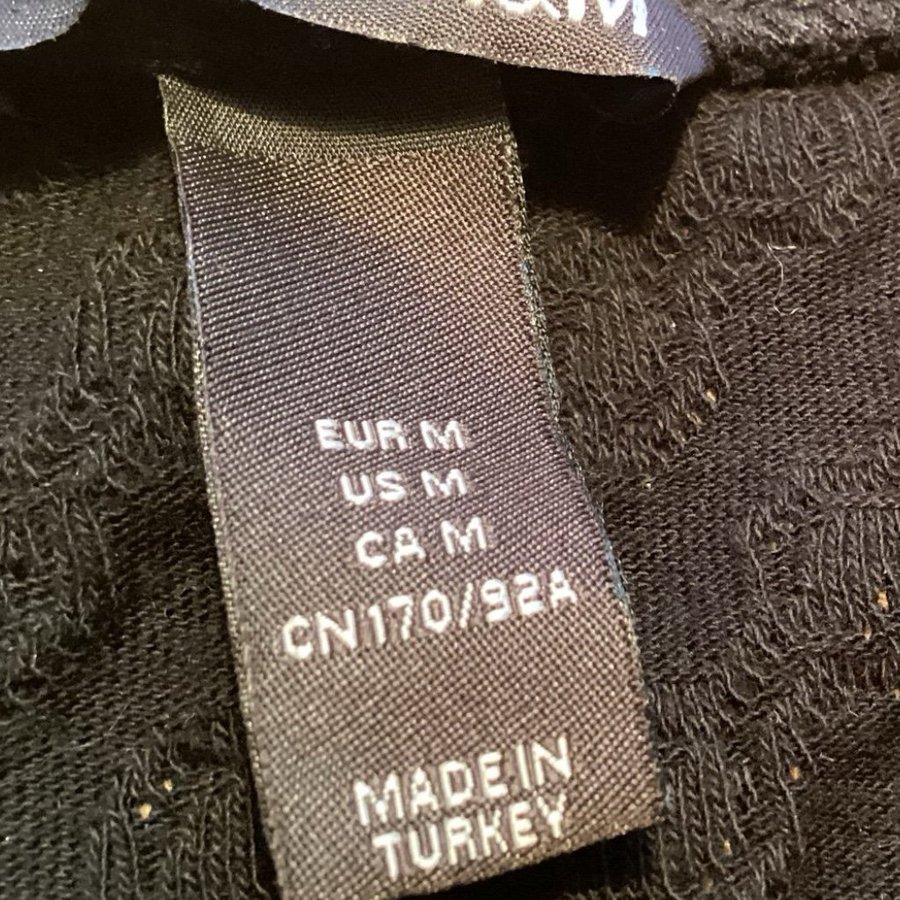 &M
EUR M
US M
CA M
CN170/92A
MADE IN
TURKEY